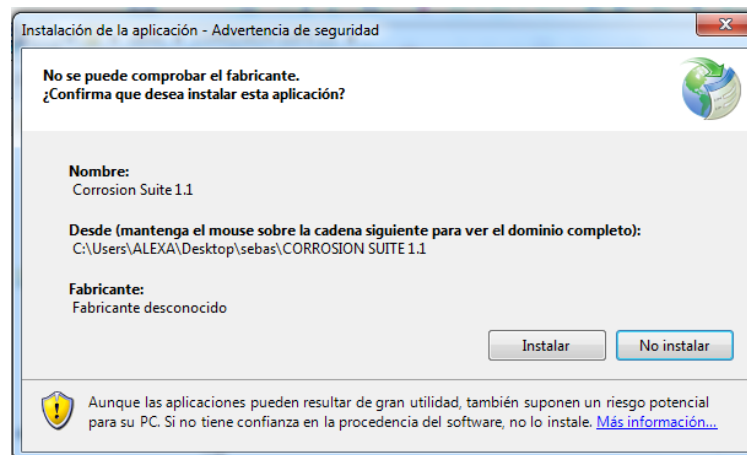 Instalación de la aplicación - Advertencia de seguridad
No se puede comprobar el fabricante.
¿Confirma que desea instalar esta aplicación?
Nombre:
Corrosion Suite 1.1
Desde (mantenga el mouse sobre la cadena siguiente para ver el dominio completo):
C:\Users\ALEXA\Desktop\sebas\CORROSION SUITE 1.1
Fabricante:
Fabricante desconocido
Instalar
No instalar
Aunque las aplicaciones pueden resultar de gran utilidad, también suponen un riesgo potencial
para su PC. Si no tiene confianza en la procedencia del software, no lo instale. Más información...